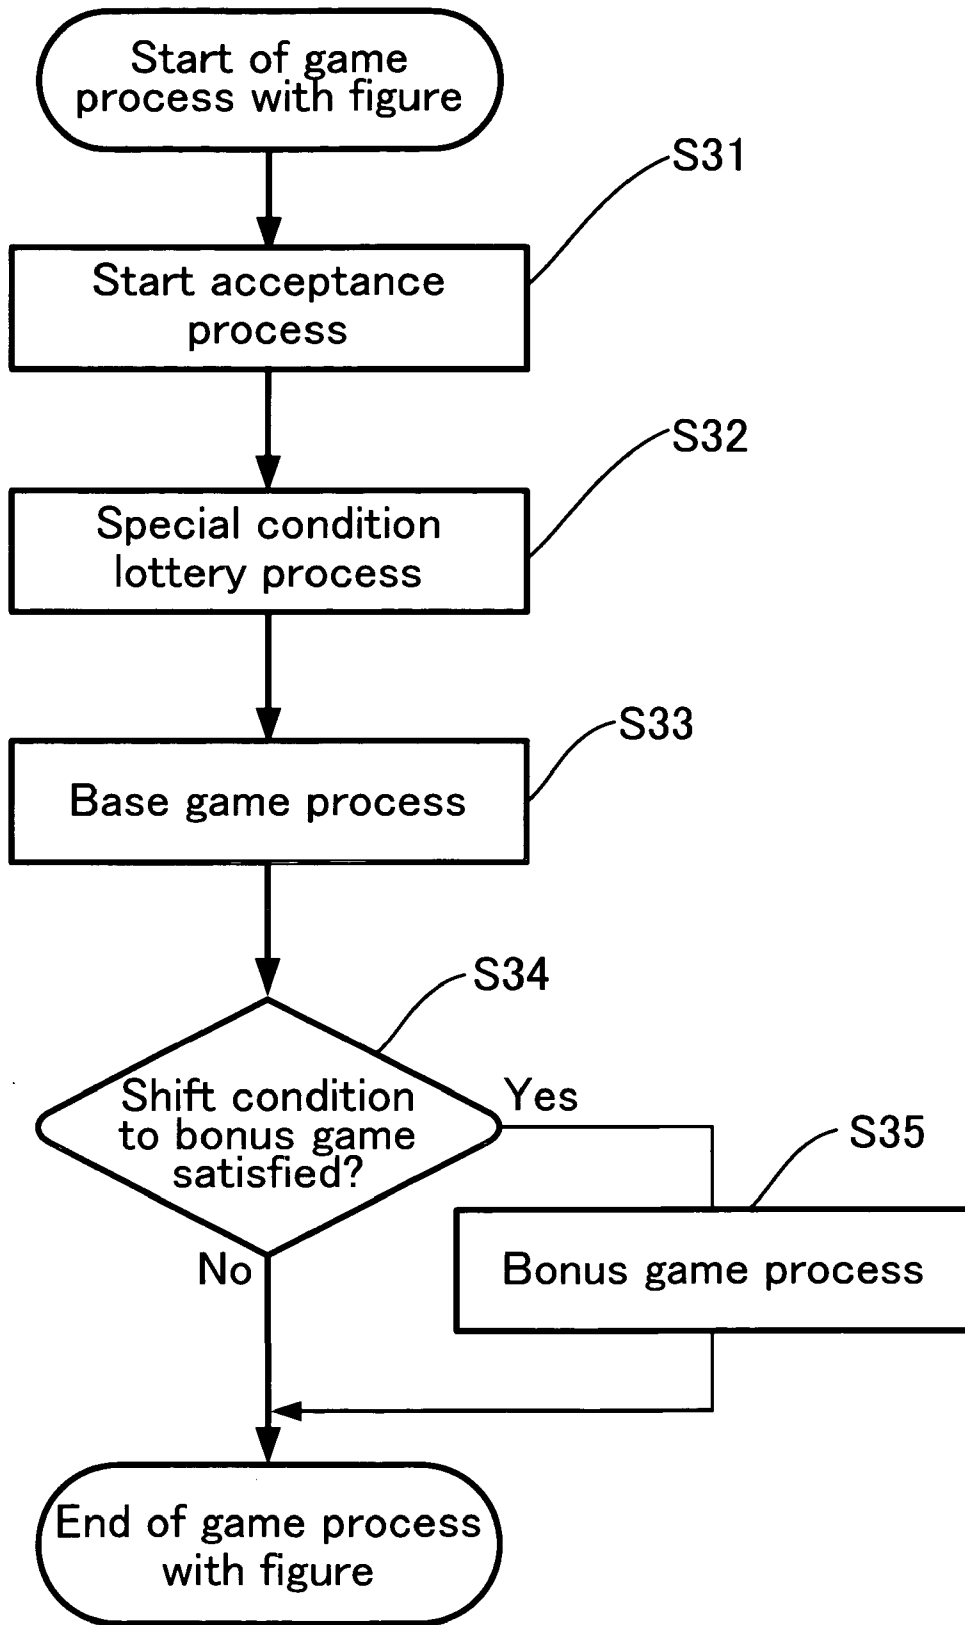 Start of game
process with figure
S31
Start acceptance
process
S32
Special condition
lottery process
S33
Base game process
S34
Shift condition
to bonus game
satisfied?
Yes
S35
No
Bonus game process
End of game process
with figure